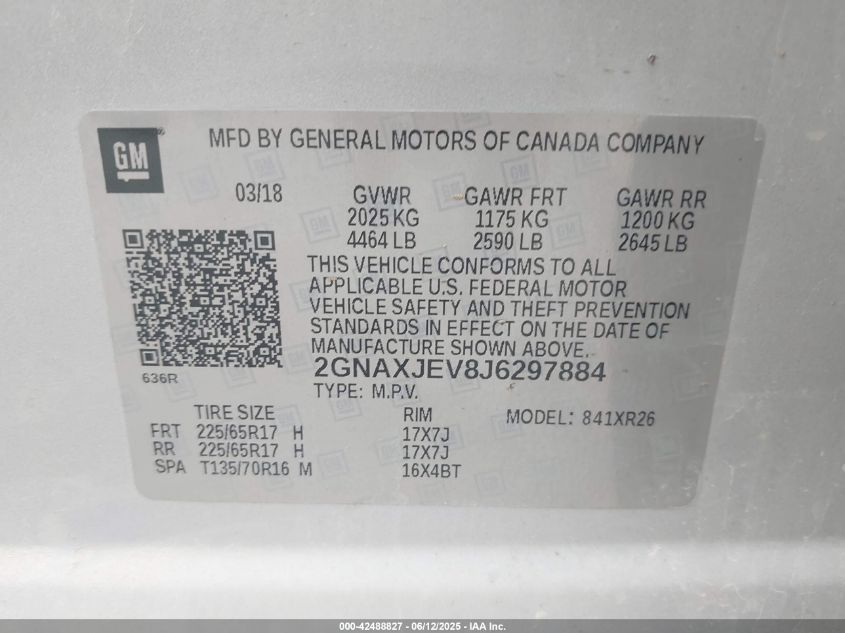 GM
MFD BY GENERAL MOTORS OF CANADA COMPANY
03/18 GVWR GAWR FRT GAWR RR
2025 KG 1175 KG 1200 KG
4464 LB 2590 LB 2645 LB
THIS VEHICLE CONFORMS TO ALL
APPLICABLE U.S. FEDERAL MOTOR
VEHICLE SAFETY AND THEFT PREVENTION
STANDARDS IN EFFECT ON THE DATE OF
MANUFACTURE SHOWN ABOVE.
636R
2GNAXJEV8J6297884
TYPE: M.P.V.
TIRE SIZE RIM MODEL: 841XR26
FRT 225/65R17 H 17X7J
RR 225/65R17 H 17X7J
SPA T135/70R16 M 16X4BT
000-42488827 - 06/12/2025 - IAA Inc.